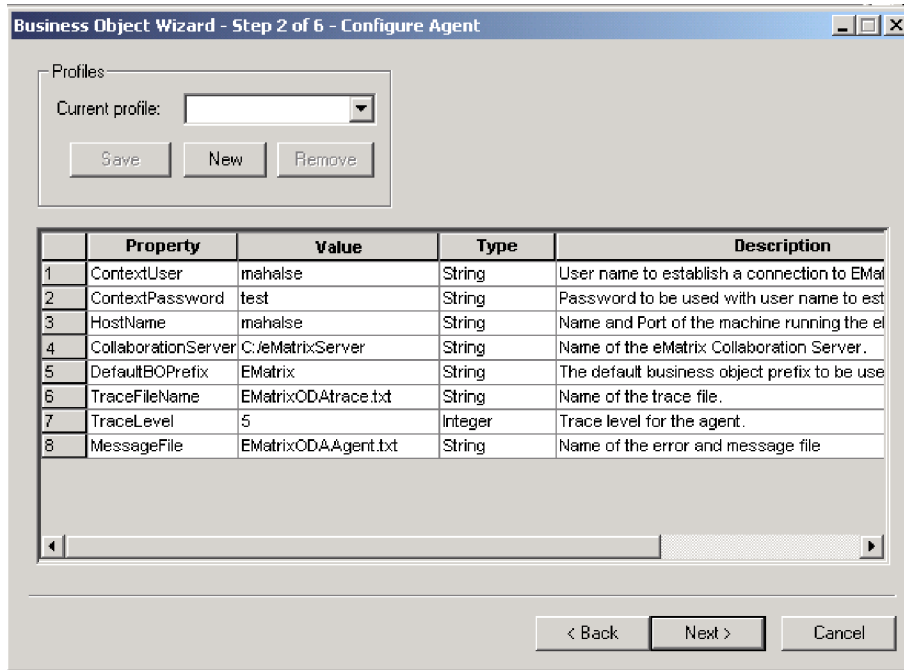 Business Object Wizard - Step 2 of 6 - Configure Agent
Profiles
Current profile:
Save New Remove
Property Value Type Description
1 ContextUser mahalse String User name to establish a connection to EMat
2 ContextPassword test String Password to be used with user name to est
3 HostName mahalse String Name and Port of the machine running the el
4 CollaborationServer C:/eMatrixServer String Name of the eMatrix Collaboration Server.
5 DefaultBOPrefix EMatrix String The default business object prefix to be use
6 TraceFileName EMatrixODAtrace.txt String Name of the trace file.
7 TraceLevel 5 Integer Trace level for the agent.
8 MessageFile EMatrixODAAgent.txt String Name of the error and message file
< Back Next > Cancel